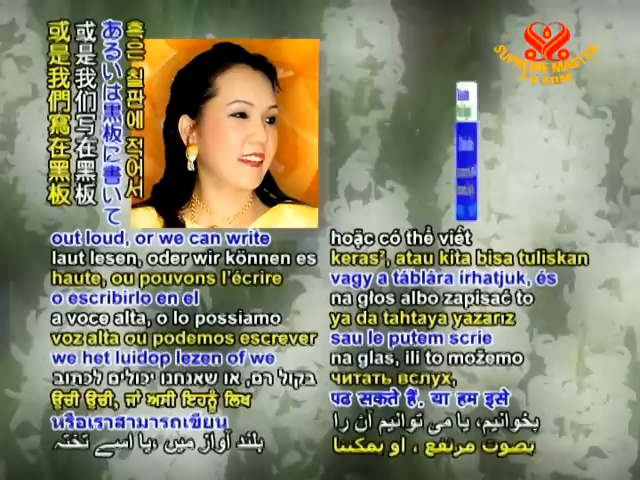 或是我們寫在黑板
或是我们写在黑板
あるいは黒板に書いて
혹은 칠판에 적어서
SUPREME MASTER
TV.COM
out loud, or we can write
laut lesen, oder wir können es
haute, ou pouvons l'écrire
o escribirlo en el
a voce alta, o lo possiamo
voz alta ou podemos escrever
we het luidop lezen of we
בקול רם, או שאנחנו יכולים לכתוב
ਉਚੀ ਉਚੀ, ਜਾਂ ਅਸੀ ਇਹਨੂੰ ਲਿਖ
หรือเราสามารถเขียน
بلند آواز میں ،یا اسے تختہ
hoặc có thể viết
keras², atau kita bisa tuliskan
vagy a táblára írhatjuk, és
na głos albo zapisać to
ya da tahtaya yazarız
sau le putem scrie
na glas, ili to možemo
читать вслух,
पढ सकते हैं. या हम इसे
بخوانیم، یا می توانیم آن را
بصوت مرتفع ، او يمكننا